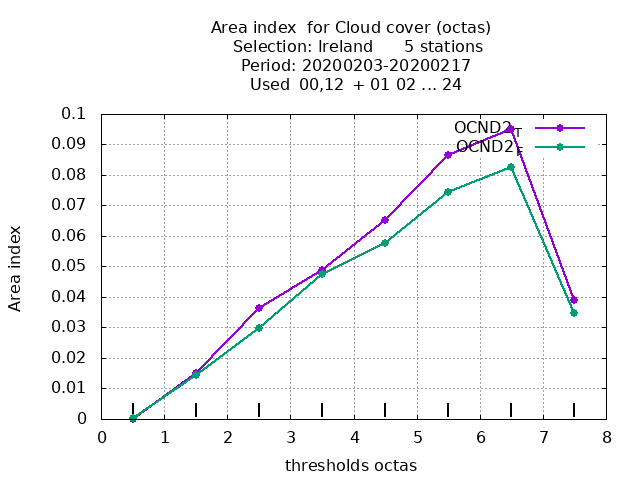 Area index  for Cloud cover (octas)
Selection: Ireland      5 stations
Period: 20200203-20200217
Used  00,12  + 01 02 ... 24
OCND2T
OCND2F
0.1
0.09
0.08
0.07
0.06
0.05
0.04
0.03
0.02
0.01
0
Area index
0 1 2 3 4 5 6 7 8
thresholds octas